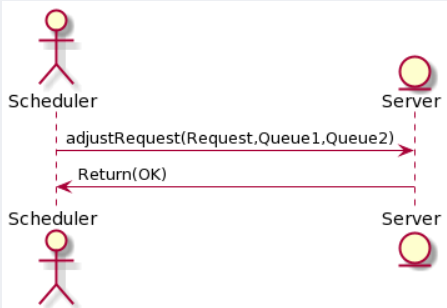 Scheduler
Server
adjustRequest(Request,Queue1,Queue2)
Return(OK)
Scheduler
Server